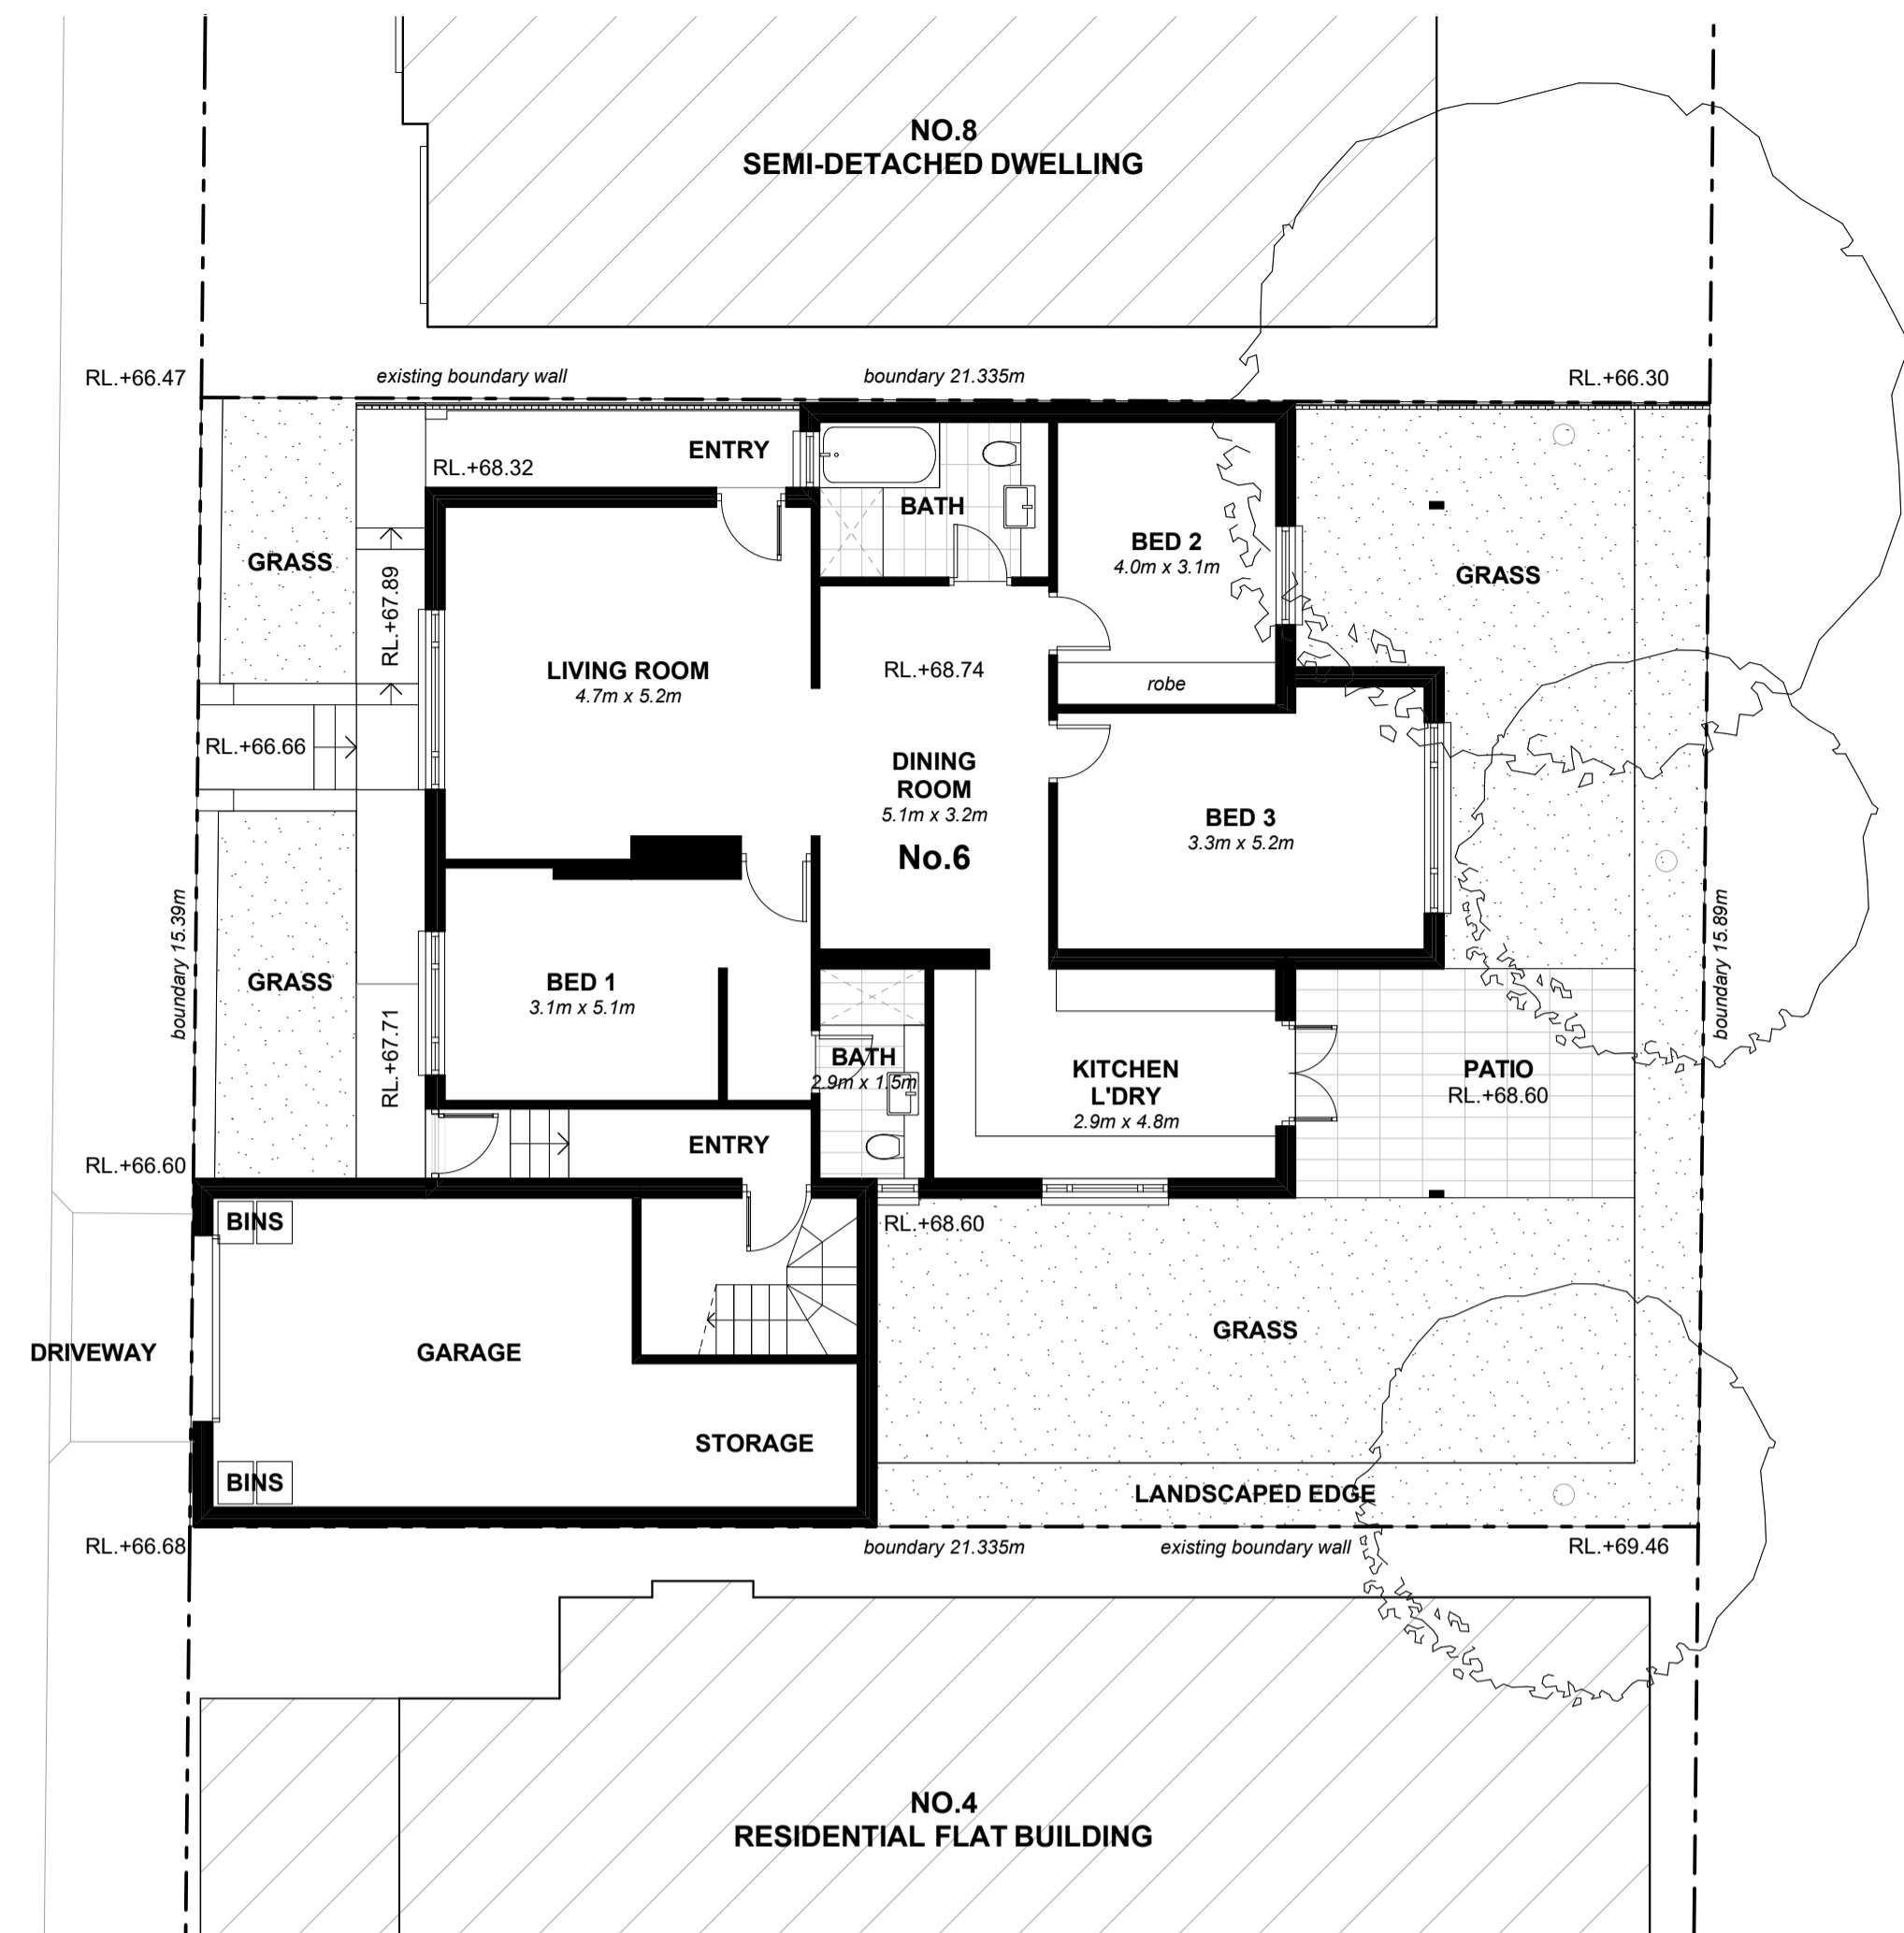 NO.8
SEMI-DETACHED DWELLING
RL.+66.47
existing boundary wall
boundary 21.335m
RL.+66.30
ENTRY
RL.+68.32
BATH
BED 2
4.0m x 3.1m
GRASS
GRASS
RL.+67.89
LIVING ROOM
4.7m x 5.2m
RL.+68.74
robe
RL.+66.66
DINING
ROOM
5.1m x 3.2m
No.6
BED 3
3.3m x 5.2m
boundary 15.39m
boundary 15.89m
GRASS
BED 1
3.1m x 5.1m
RL.+67.71
BATH
2.9m x 1.5m
KITCHEN
L'DRY
2.9m x 4.8m
PATIO
RL.+68.60
ENTRY
RL.+66.60
BINS
RL.+68.60
GRASS
DRIVEWAY
GARAGE
STORAGE
BINS
LANDSCAPED EDGE
RL.+66.68
boundary 21.335m
existing boundary wall
RL.+69.46
NO.4
RESIDENTIAL FLAT BUILDING